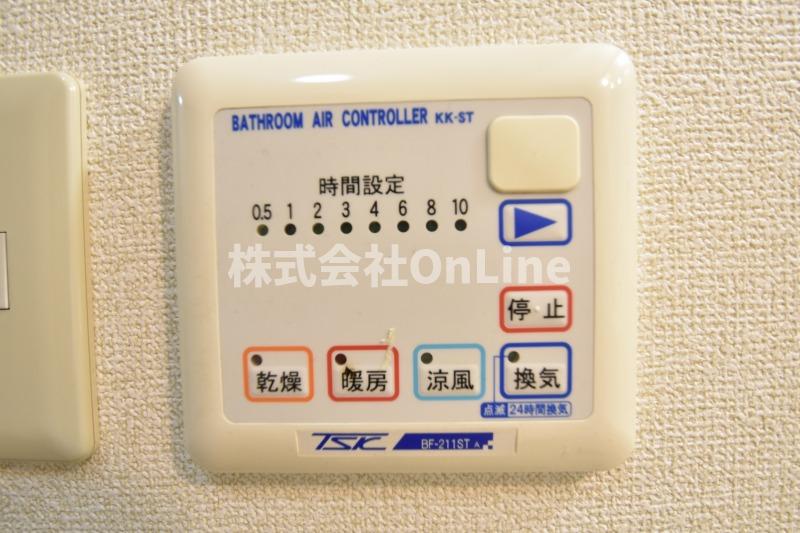 BATHROOM AIR CONTROLLER KK-ST
時間設定
0.5 1 2 3 4 6 8 10
株式会社OnLine
停止
乾燥 暖房 涼風 換気
点滅 24時間換気
TSK BF-211ST A